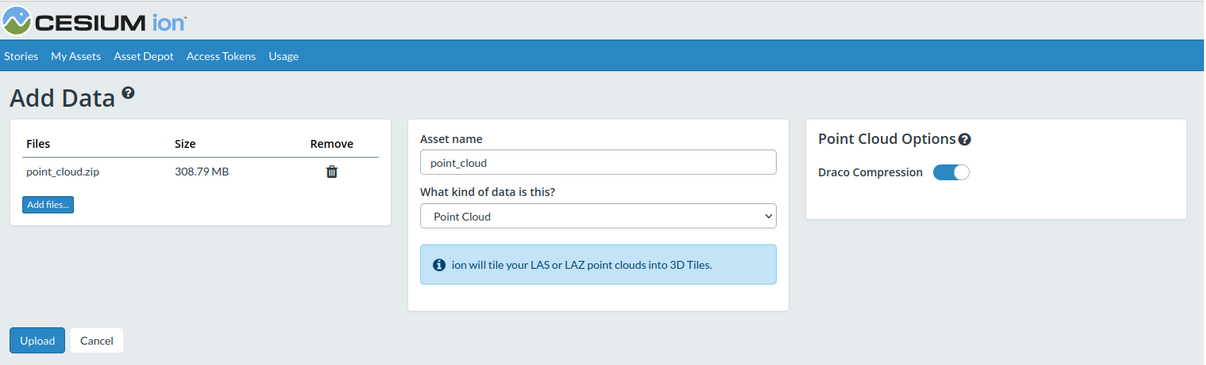 CESIUM ion
Stories My Assets Asset Depot Access Tokens Usage
Add Data ?
Files Size Remove
point_cloud.zip 308.79 MB
Add files...
Asset name
point_cloud
What kind of data is this?
Point Cloud
ion will tile your LAS or LAZ point clouds into 3D Tiles.
Point Cloud Options ?
Draco Compression
Upload Cancel